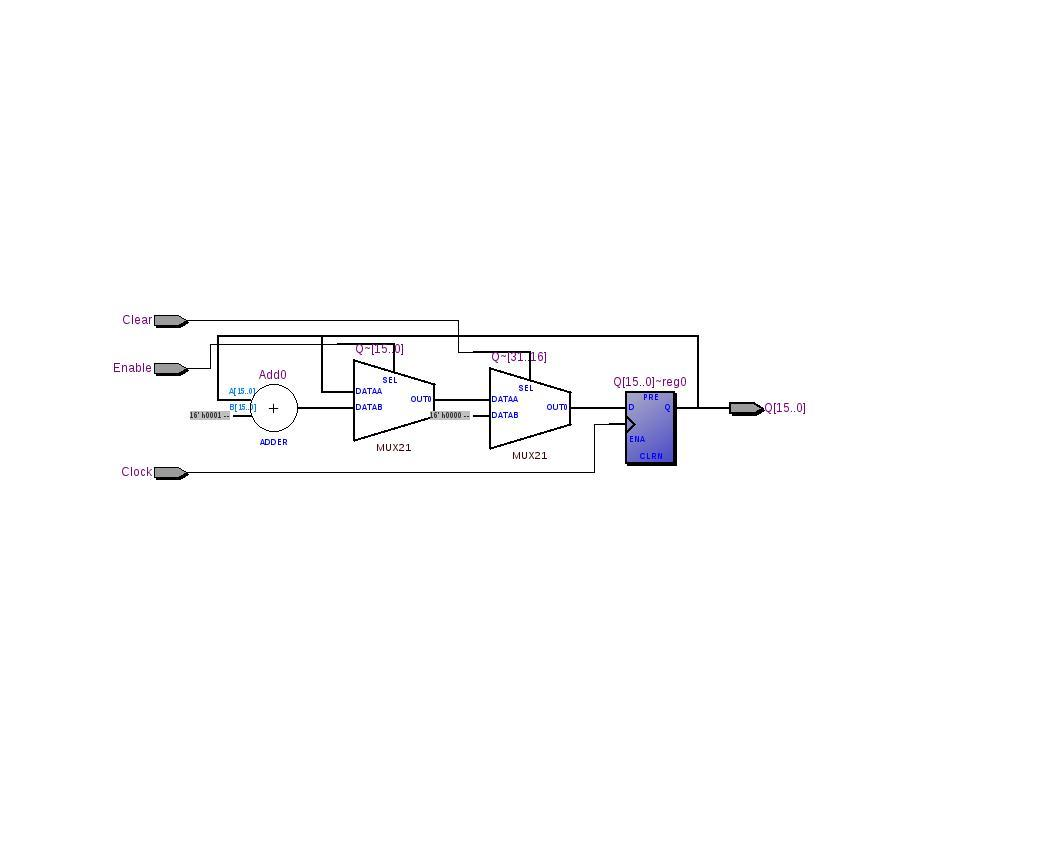 Clear
Enable
Clock
Add0
A[15..0]
B[15..0]
16' h0001 --
+
ADDER
Q~[15..0]
SEL
DATAA
DATAB
OUT0
MUX21
16' h0000 --
Q~[31..16]
SEL
DATAA
DATAB
OUT0
MUX21
Q[15..0]~reg0
PRE
D
Q
ENA
CLRN
Q[15..0]